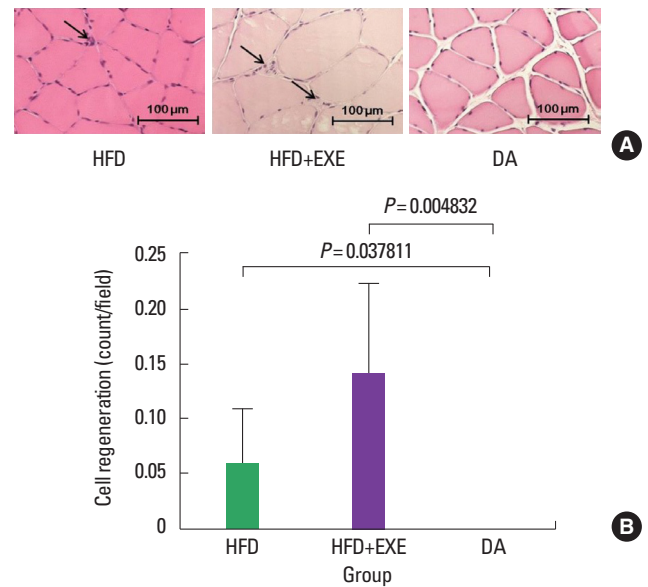 100 µm
100 µm
100 µm
HFD
HFD+EXE
DA
A
P = 0.004832
P = 0.037811
0.25
0.20
0.15
0.10
0.05
0
Cell regeneration (count/field)
HFD
HFD+EXE
DA
Group
B